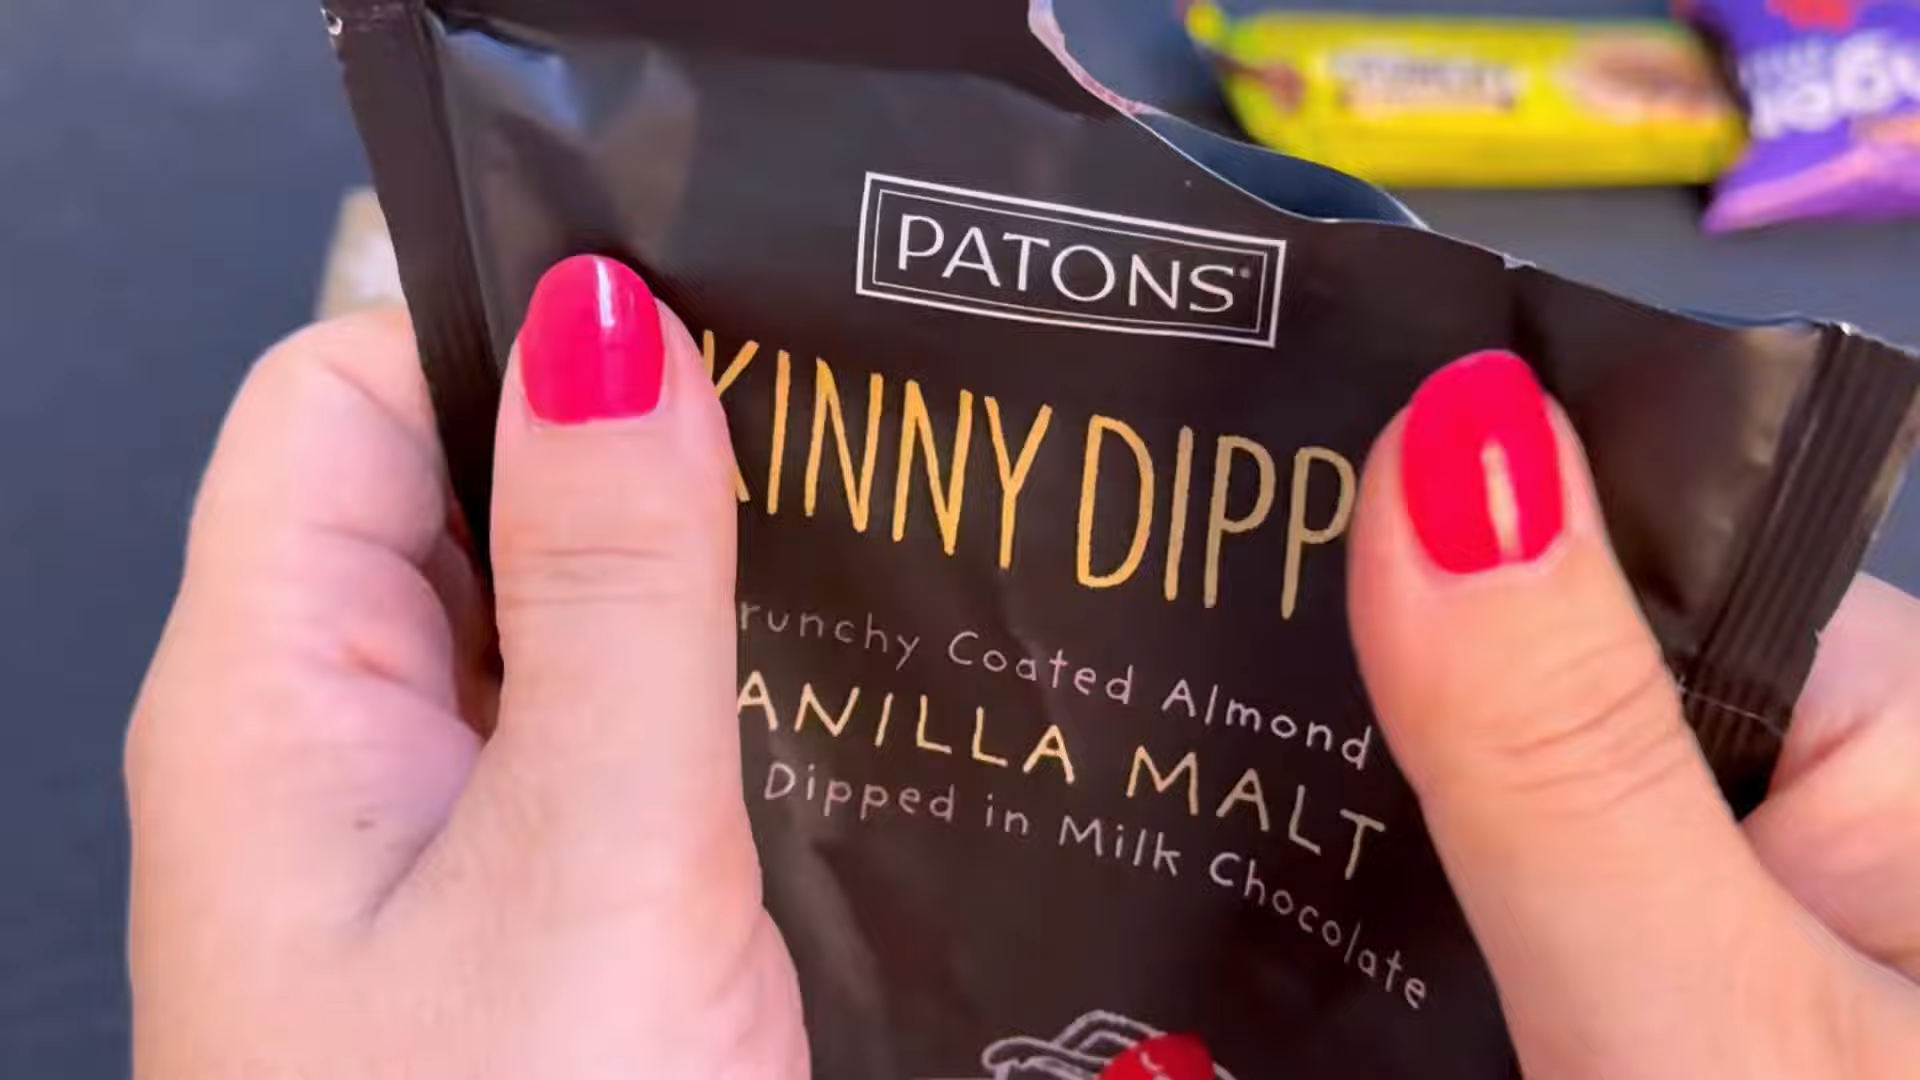 PATONS
KINNY DIPP
runchy Coated Almond
ANILLA MALT
Dipped in Milk Chocolate